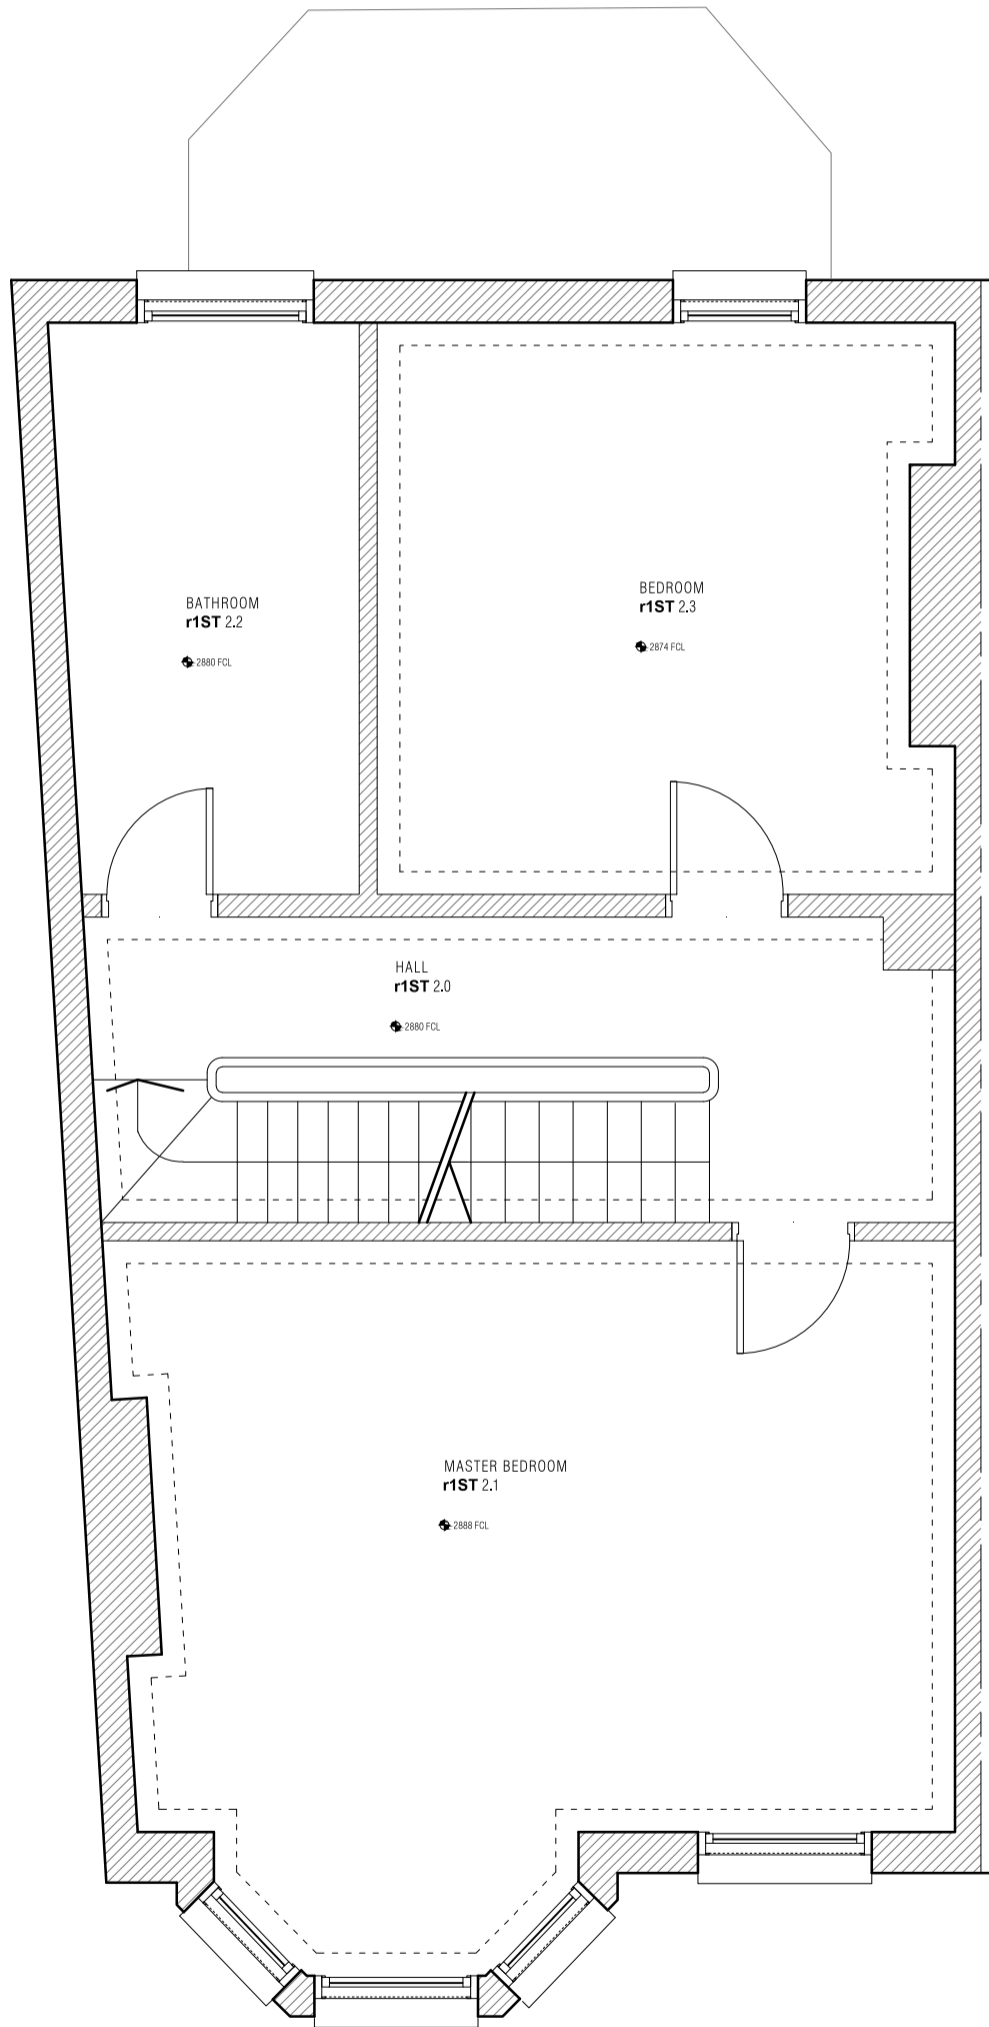 BATHROOM
r1ST 2.2
2880 FCL
BEDROOM
r1ST 2.3
2874 FCL
HALL
r1ST 2.0
2880 FCL
MASTER BEDROOM
r1ST 2.1
2888 FCL